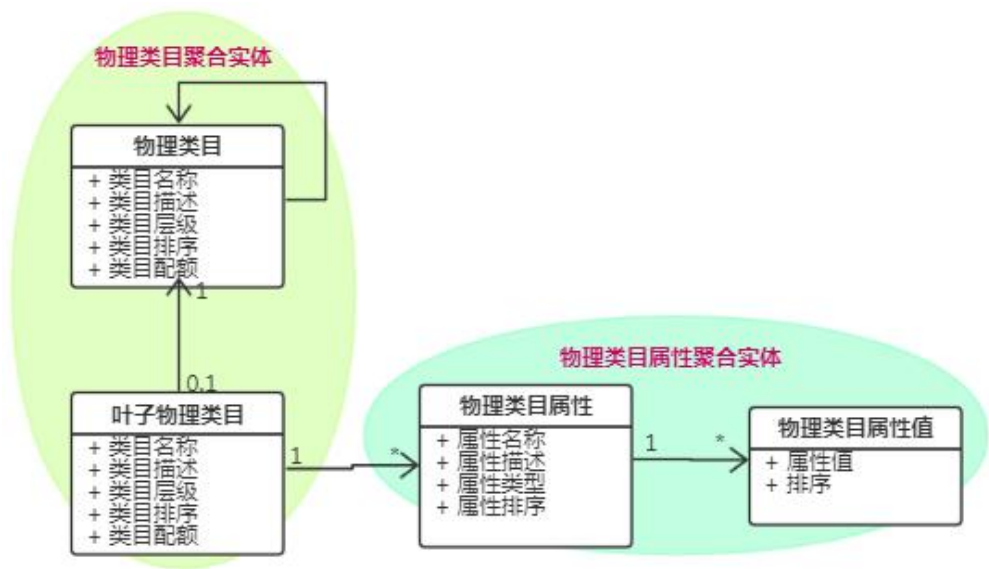 物理类目聚合实体
物理类目
+ 类目名称
+ 类目描述
+ 类目层级
+ 类目排序
+ 类目配额
1
0,1
叶子物理类目
+ 类目名称
+ 类目描述
+ 类目层级
+ 类目排序
+ 类目配额
1
*
物理类目属性聚合实体
物理类目属性
+ 属性名称
+ 属性描述
+ 属性类型
+ 属性排序
1
*
物理类目属性值
+ 属性值
+ 排序